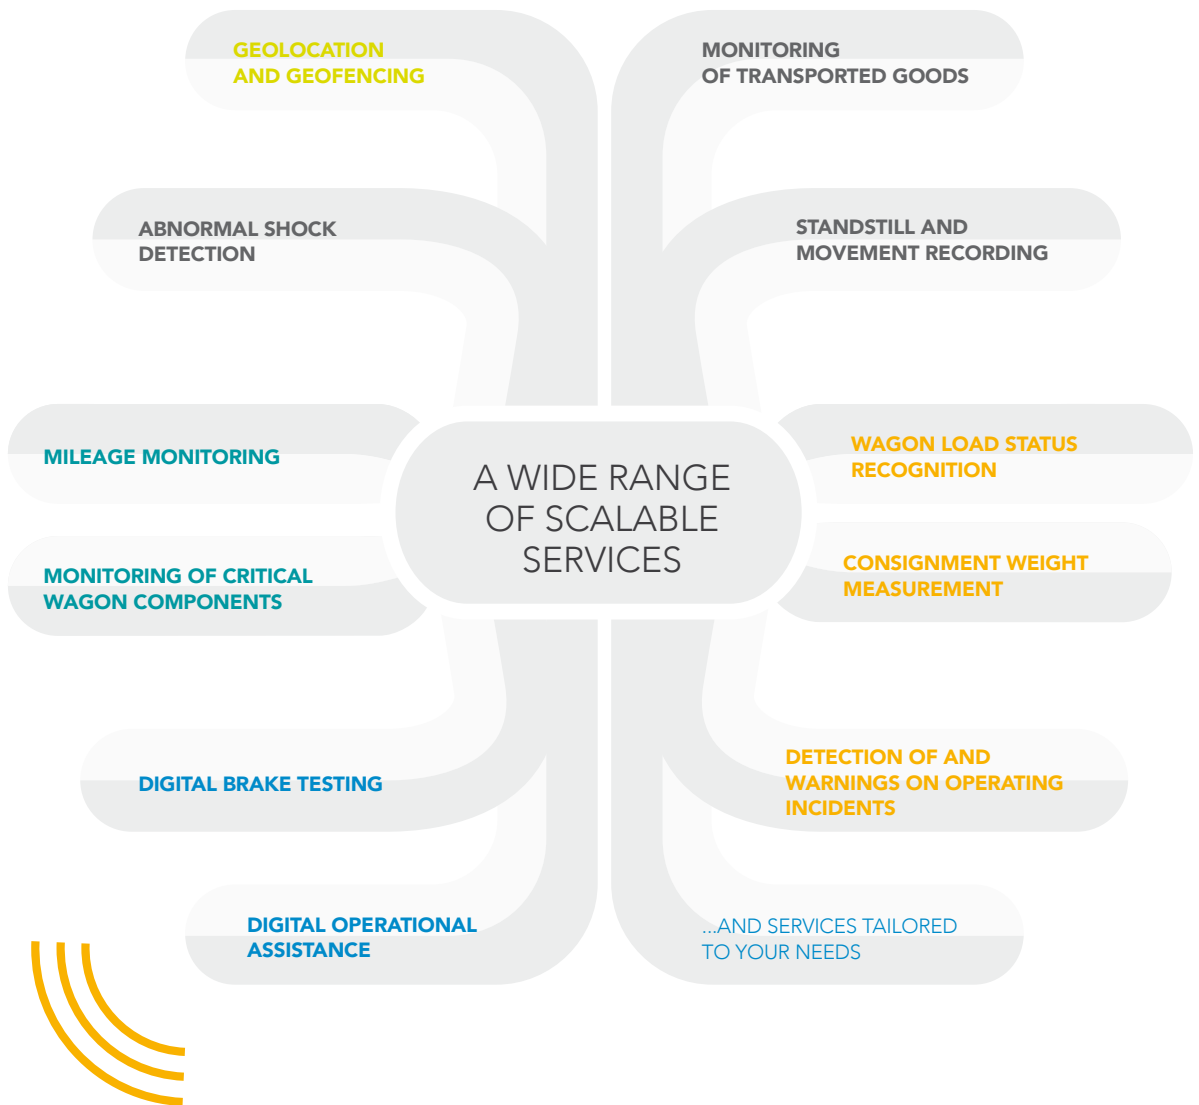 GEOLOCATION
AND GEOFENCING
MONITORING
OF TRANSPORTED GOODS
ABNORMAL SHOCK
DETECTION
STANDSTILL AND
MOVEMENT RECORDING
MILEAGE MONITORING
A WIDE RANGE
OF SCALABLE
SERVICES
WAGON LOAD STATUS
RECOGNITION
MONITORING OF CRITICAL
WAGON COMPONENTS
CONSIGNMENT WEIGHT
MEASUREMENT
DIGITAL BRAKE TESTING
DETECTION OF AND
WARNINGS ON OPERATING
INCIDENTS
DIGITAL OPERATIONAL
ASSISTANCE
...AND SERVICES TAILORED
TO YOUR NEEDS